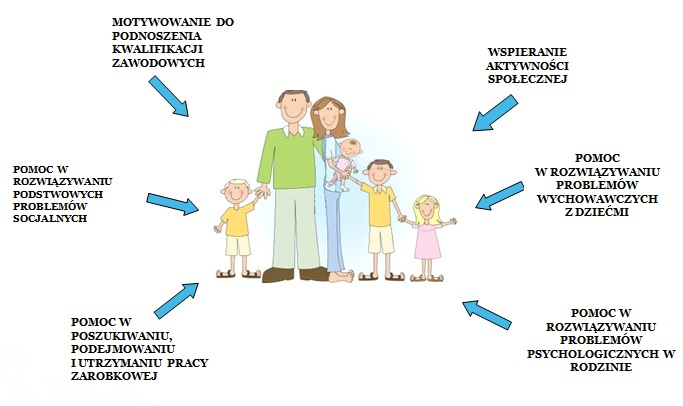 MOTYWOWANIE DO
PODNOSZENIA
KWALIFIKACJI
ZAWODOWYCH
WSPIERANIE
AKTYWNOŚCI
SPOŁECZNEJ
POMOC W
ROZWIĄZYWANIU
PODSTWOWYCH
PROBLEMÓW
SOCJALNYCH
POMOC
W ROZWIĄZYWANIU
PROBLEMÓW
WYCHOWAWCZYCH
Z DZIEĆMI
POMOC W
POSZUKIWANIU,
PODEJMOWANIU
I UTRZYMANIU PRACY
ZAROBKOWEJ
POMOC W
ROZWIĄZYWANIU
PROBLEMÓW
PSYCHOLOGICZNYCH W
RODZINIE